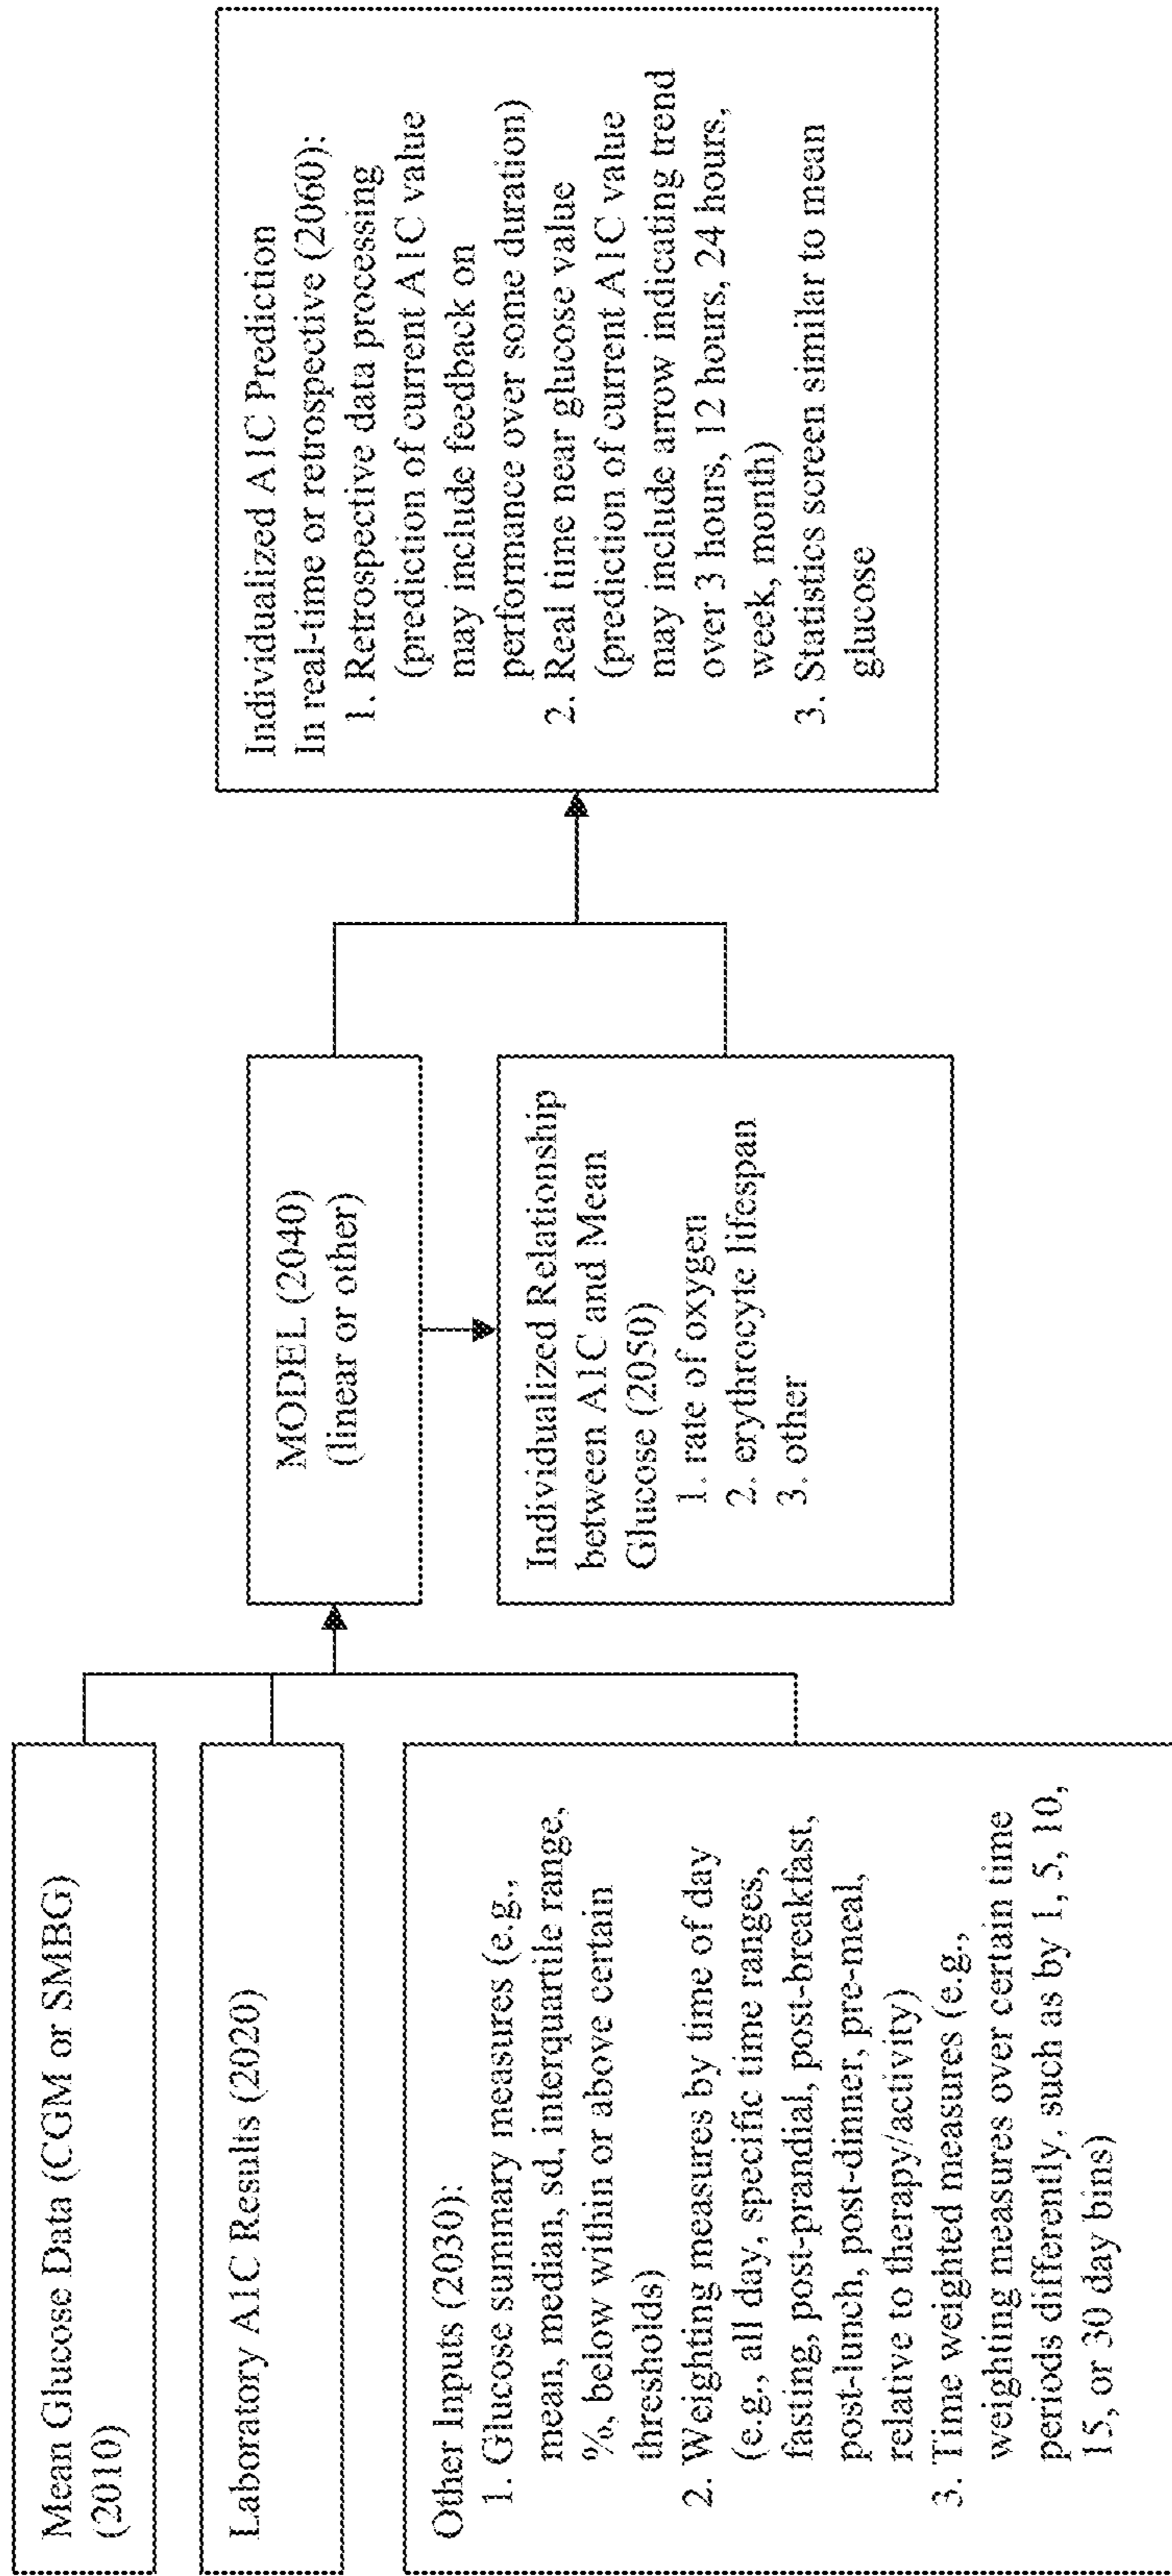 Mean Glucose Data (CGM or SMBG)
(2010)
Laboratory A1C Results (2020)
Other Inputs (2030):
1. Glucose summary measures (e.g.,
mean, median, sd, interquartile range,
%, below within or above certain
thresholds)
2. Weighting measures by time of day
(e.g., all day, specific time ranges,
fasting, post-prandial, post-breakfast,
post-lunch, post-dinner, pre-meal,
relative to therapy/activity)
3. Time weighted measures (e.g.,
weighting measures over certain time
periods differently, such as by 1, 5, 10,
15, or 30 day bins)
MODEL (2040)
(linear or other)
Individualized Relationship
between A1C and Mean
Glucose (2050)
1. rate of oxygen
2. erythrocyte lifespan
3. other
Individualized A1C Prediction
In real-time or retrospective (2060):
1. Retrospective data processing
(prediction of current A1C value
may include feedback on
performance over some duration)
2. Real time near glucose value
(prediction of current A1C value
may include arrow indicating trend
over 3 hours, 12 hours, 24 hours,
week, month)
3. Statistics screen similar to mean
glucose